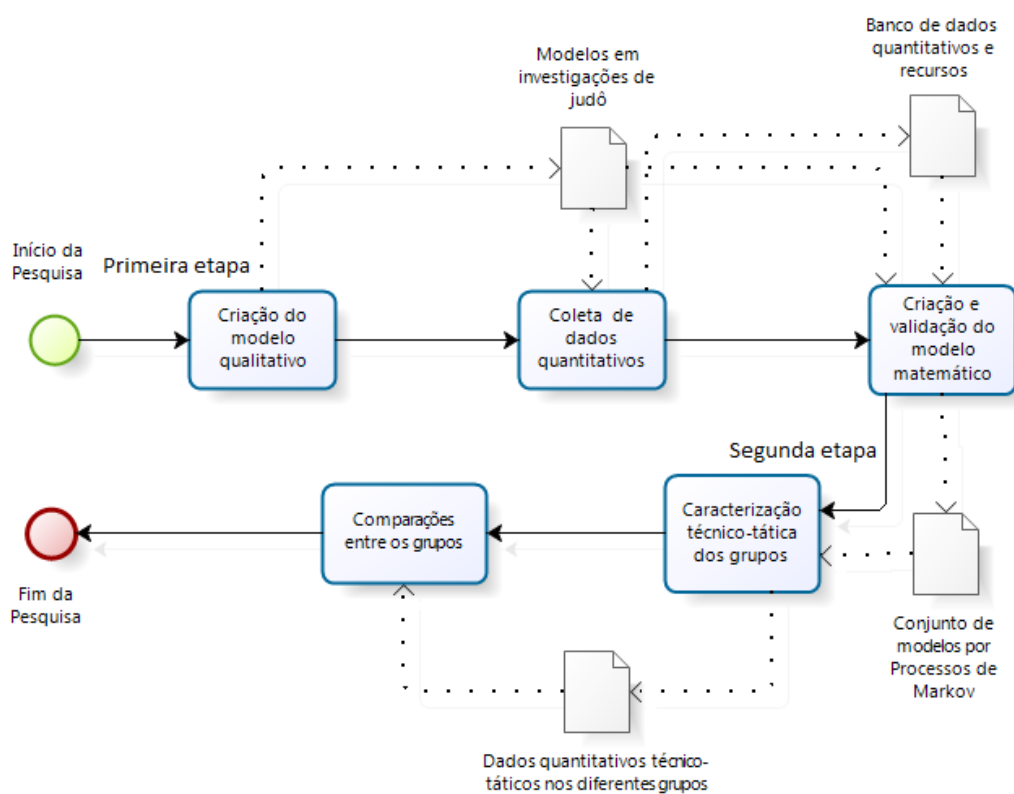 Modelos em
investigações de
judô
Banco de dados
quantitativos e
recursos
Início da
Pesquisa
Primeira etapa
Criação do
modelo
qualitativo
Coleta de
dados
quantitativos
Criação e
validação do
modelo
matemático
Segunda etapa
Caracterização
técnico-tática
dos grupos
Comparações
entre os grupos
Fim da
Pesquisa
Conjunto de
modelos por
Processos de
Markov
Dados quantitativos técnico-
táticos nos diferentes grupos